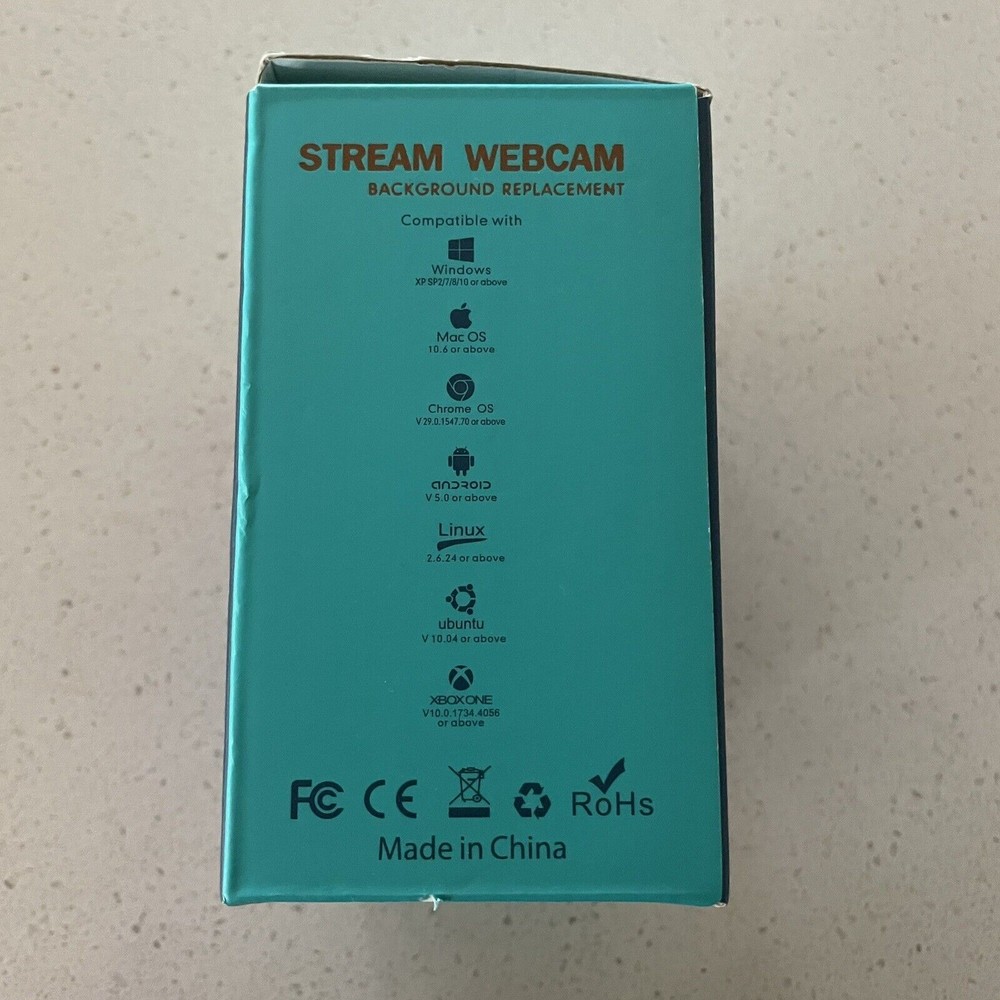 STREAM WEBCAM
BACKGROUND REPLACEMENT
Compatible with
Windows
XP SP2/7/8/10 or above
Mac OS
10.6 or above
Chrome OS
V 29.0.1547.70 or above
ANDROID
V 5.0 or above
Linux
2.6.24 or above
ubuntu
V 10.04 or above
XBOX ONE
V10.0.1734.4056
or above
FC CE RoHs
Made in China